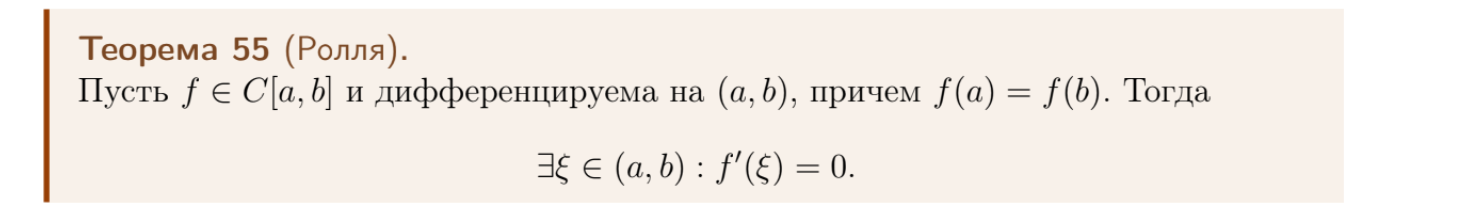 Теорема 55 (Ролля).
Пусть f ∈ C[a, b] и дифференцируема на (a, b), причем f(a) = f(b). Тогда
∃ξ ∈ (a, b) : f′(ξ) = 0.